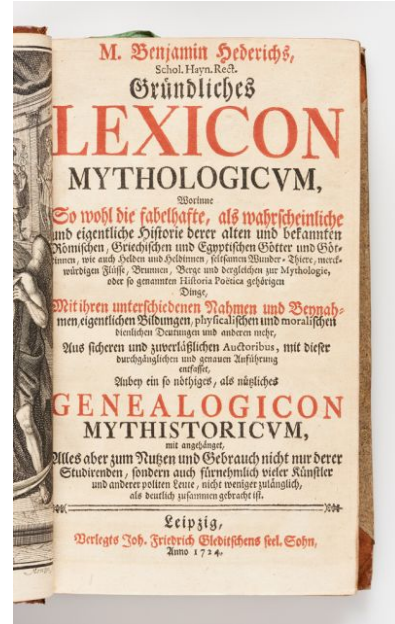 M. Benjamin Hederichs,
Schol. Hayn. Rect.
Gründliches
LEXICON
MYTHOLOGICVM,
Worinne
So wohl die fabelhafte, als wahrscheinliche
und eigentliche Historie derer alten und bekannten
Römischen, Griechischen und Egyptischen Götter und Göt-
tinnen, wie auch Helden und Heldinnen, seltsamen Wunder-Thiere, merck-
würdigen Flüsse, Brunnen, Berge und dergleichen zur Mythologie,
oder so genannten Historia Poëtica gehörigen
Dinge,
Mit ihren unterschiedenen Nahmen und Beynah-
men, eigentlichen Bildungen, physicalischen und moralischen
dienlichen Deutungen und anderen mehr,
Aus sicheren und zuverläßlichen Auctoribus, mit dieser
durchgänglichen und genauen Anführung
entfasset,
Anbey ein so nöthiges, als nützliches
GENEALOGICON
MYTHISTORICVM,
mit angehänget,
Alles aber zum Nutzen und Gebrauch nicht nur derer
Studirenden, sondern auch fürnehmlich vieler Künstler
und anderer politen Leute, nicht weniger zulänglich,
als deutlich zusammen gebracht ist.
Leipzig,
Verlegts Joh. Friedrich Gleditschens seel. Sohn,
Anno 1724.